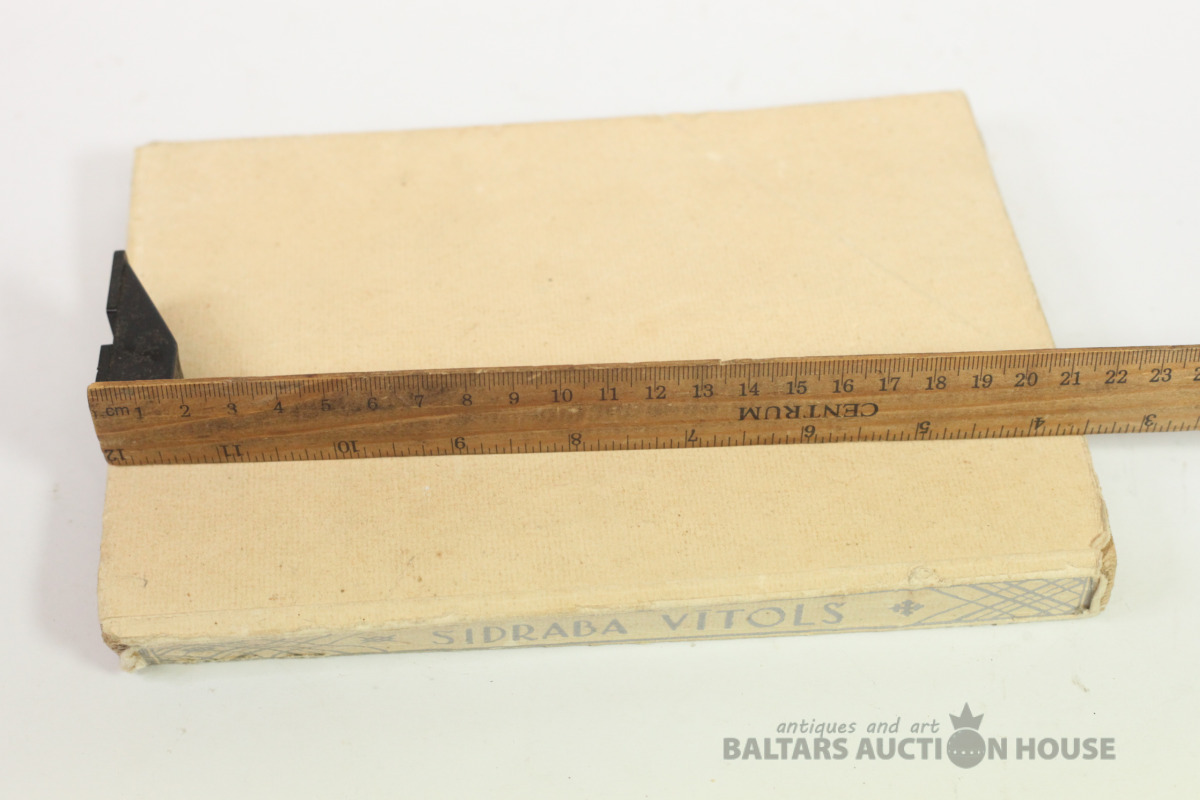 cm 1 2 3 4 5 6 7 8 9 10 11 12 13 14 15 16 17 18 19 20 21 22 23
CENTRUM
12 11 10 9 8 7 6 5 4 3
SIDRABA VĪTOLS
antiques and art
BALTARS AUCTION HOUSE